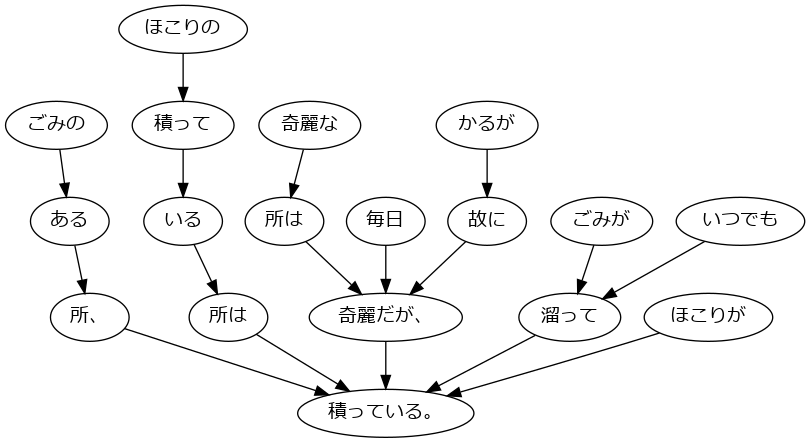 ほこりの
ごみの 積って 奇麗な かるが
ある いる 所は 毎日 故に ごみが いつでも
所、 所は 奇麗だが、 溜って ほこりが
積っている。